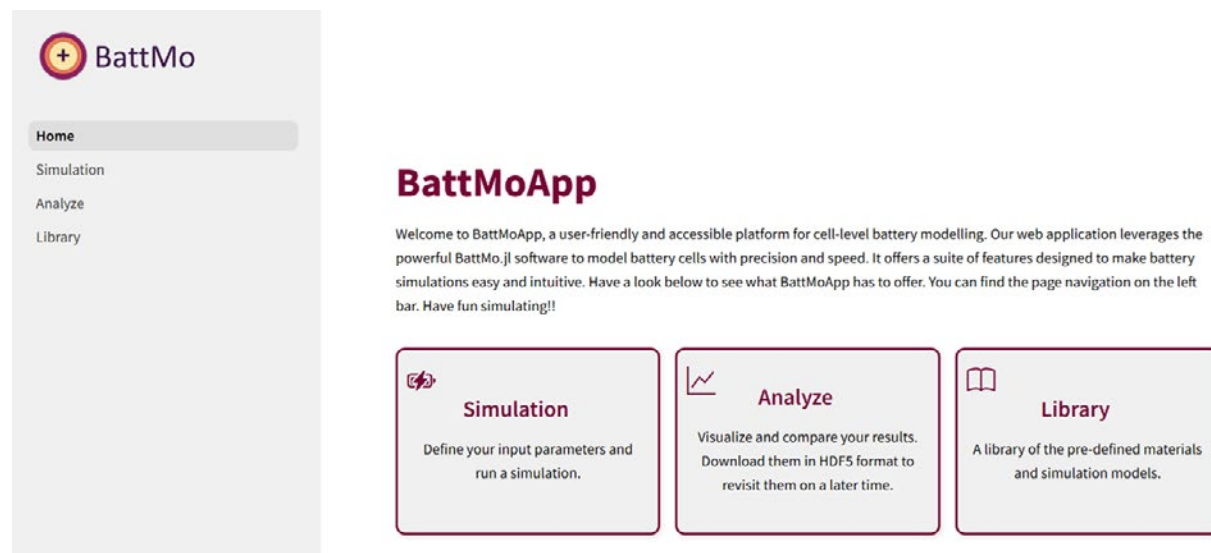 BattMo
Home
Simulation
Analyze
Library
BattMoApp
Welcome to BattMoApp, a user-friendly and accessible platform for cell-level battery modelling. Our web application leverages the
powerful BattMo.jl software to model battery cells with precision and speed. It offers a suite of features designed to make battery
simulations easy and intuitive. Have a look below to see what BattMoApp has to offer. You can find the page navigation on the left
bar. Have fun simulating!!
Simulation
Define your input parameters and
run a simulation.
Analyze
Visualize and compare your results.
Download them in HDF5 format to
revisit them on a later time.
Library
A library of the pre-defined materials
and simulation models.